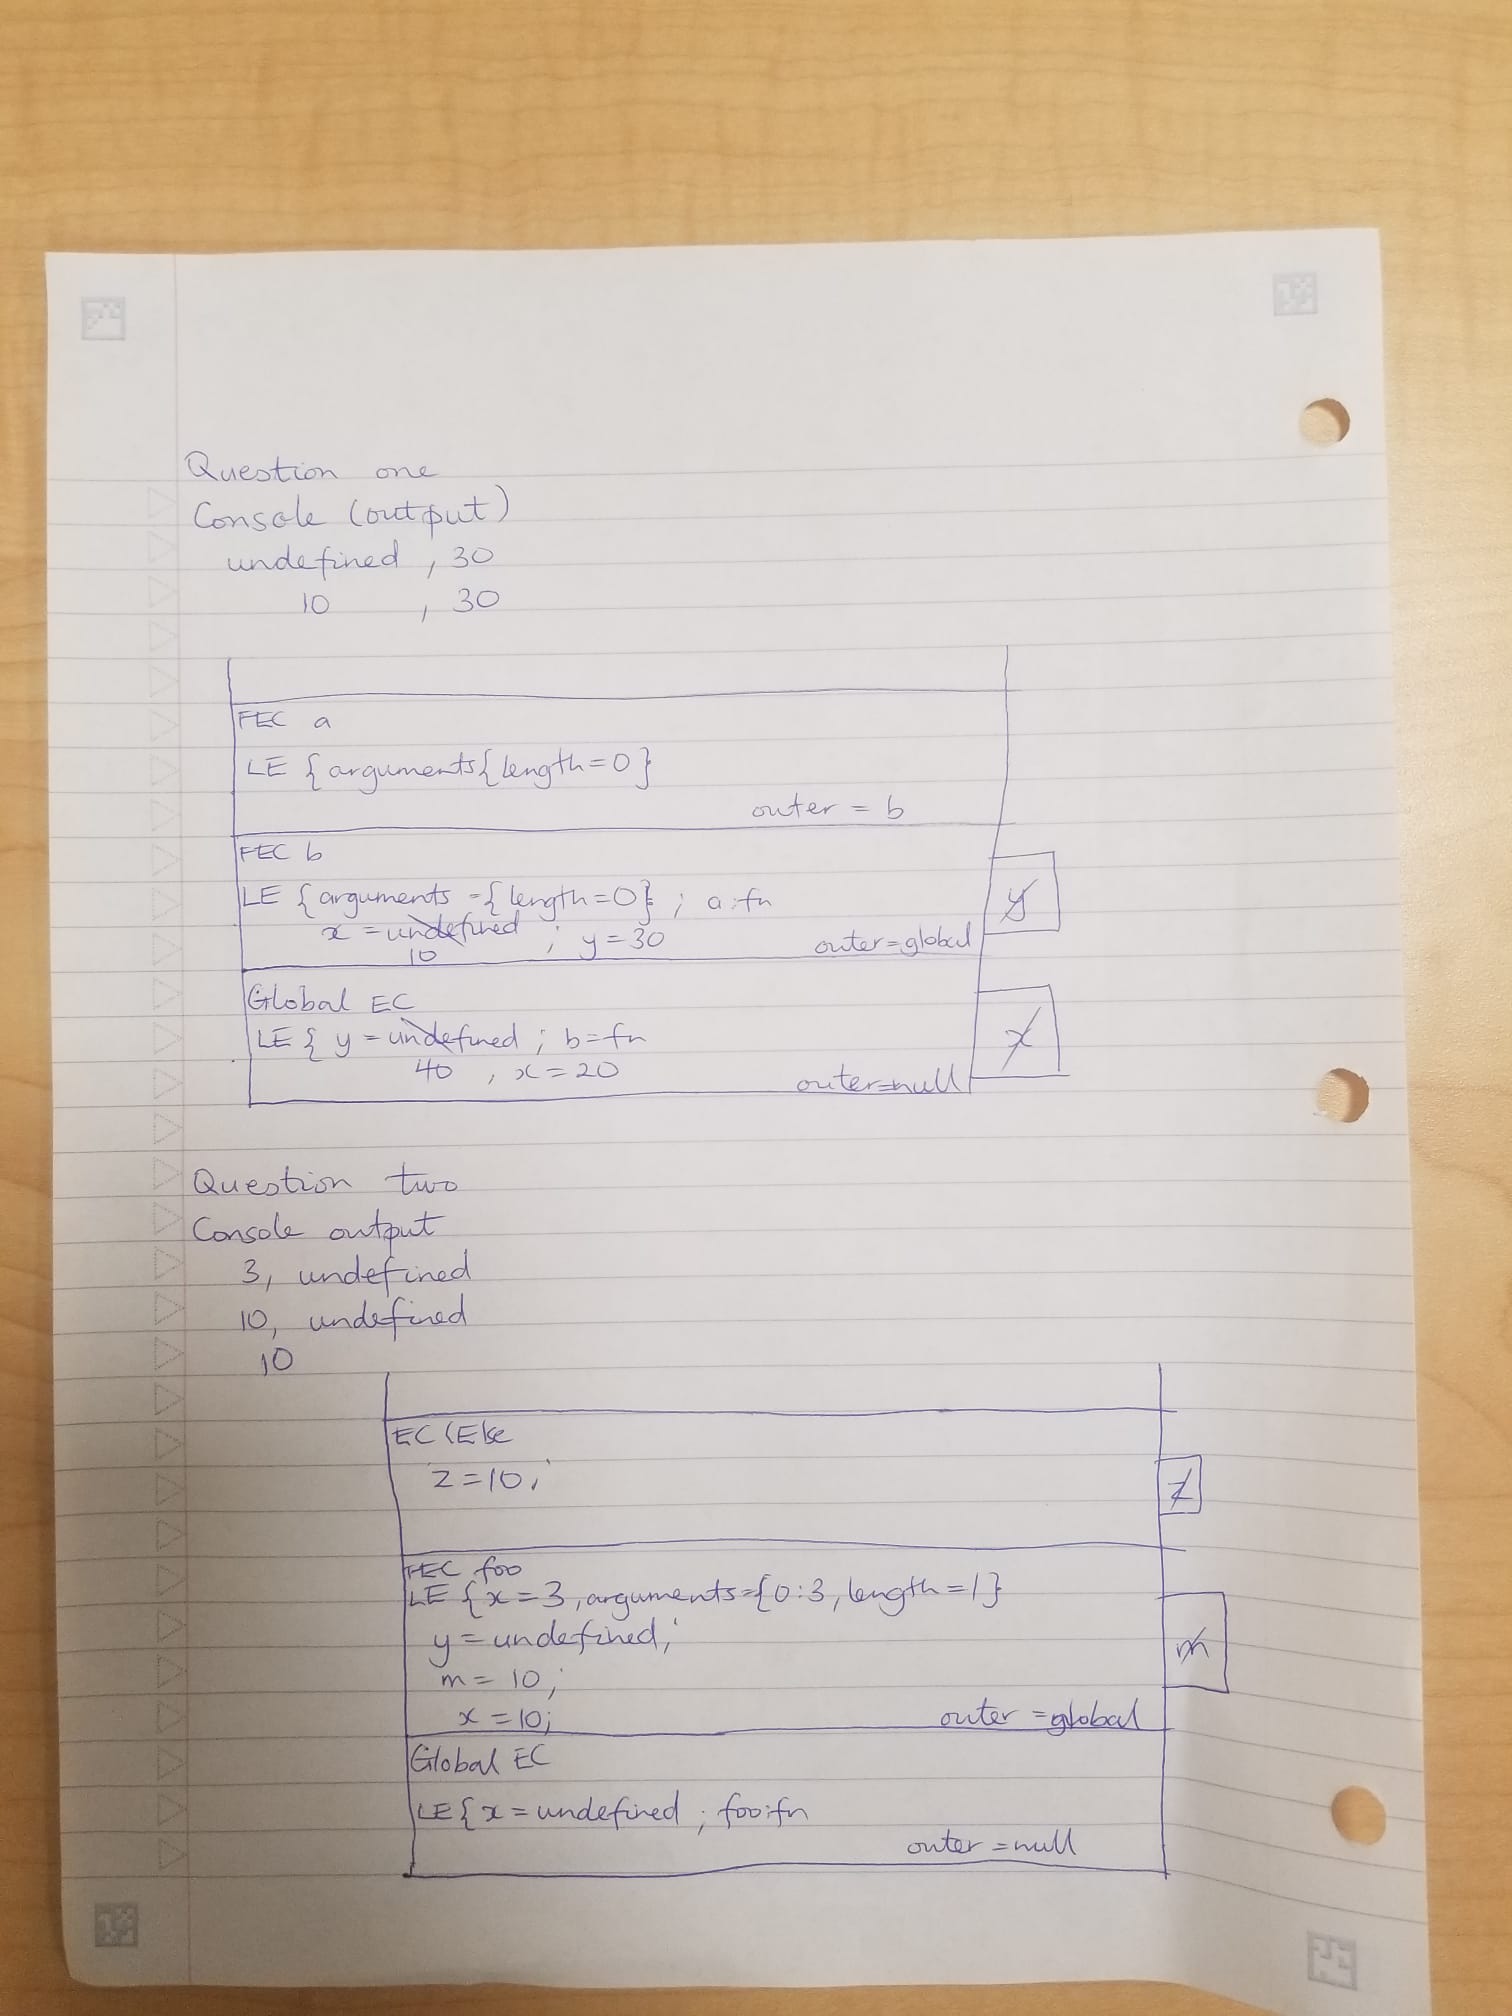 Question one
Console (output)
undefined , 30
10 , 30
FEC a
LE { arguments{ length=0}
outer = b
FEC b
LE { arguments ={ length=0} ; a:fn
x = undefined ; y=30
10
outer=global
y
Global EC
LE { y = undefined ; b=fn
40 , x=20
outer=null
x
Question two
Console output
3, undefined
10, undefined
10
EC (Else
z=10;
z
FEC foo
LE { x=3, arguments={0:3, length=1}
y=undefined;
m= 10;
m
x =10;
outer =global
Global EC
LE{ x = undefined ; foo:fn
outer =null